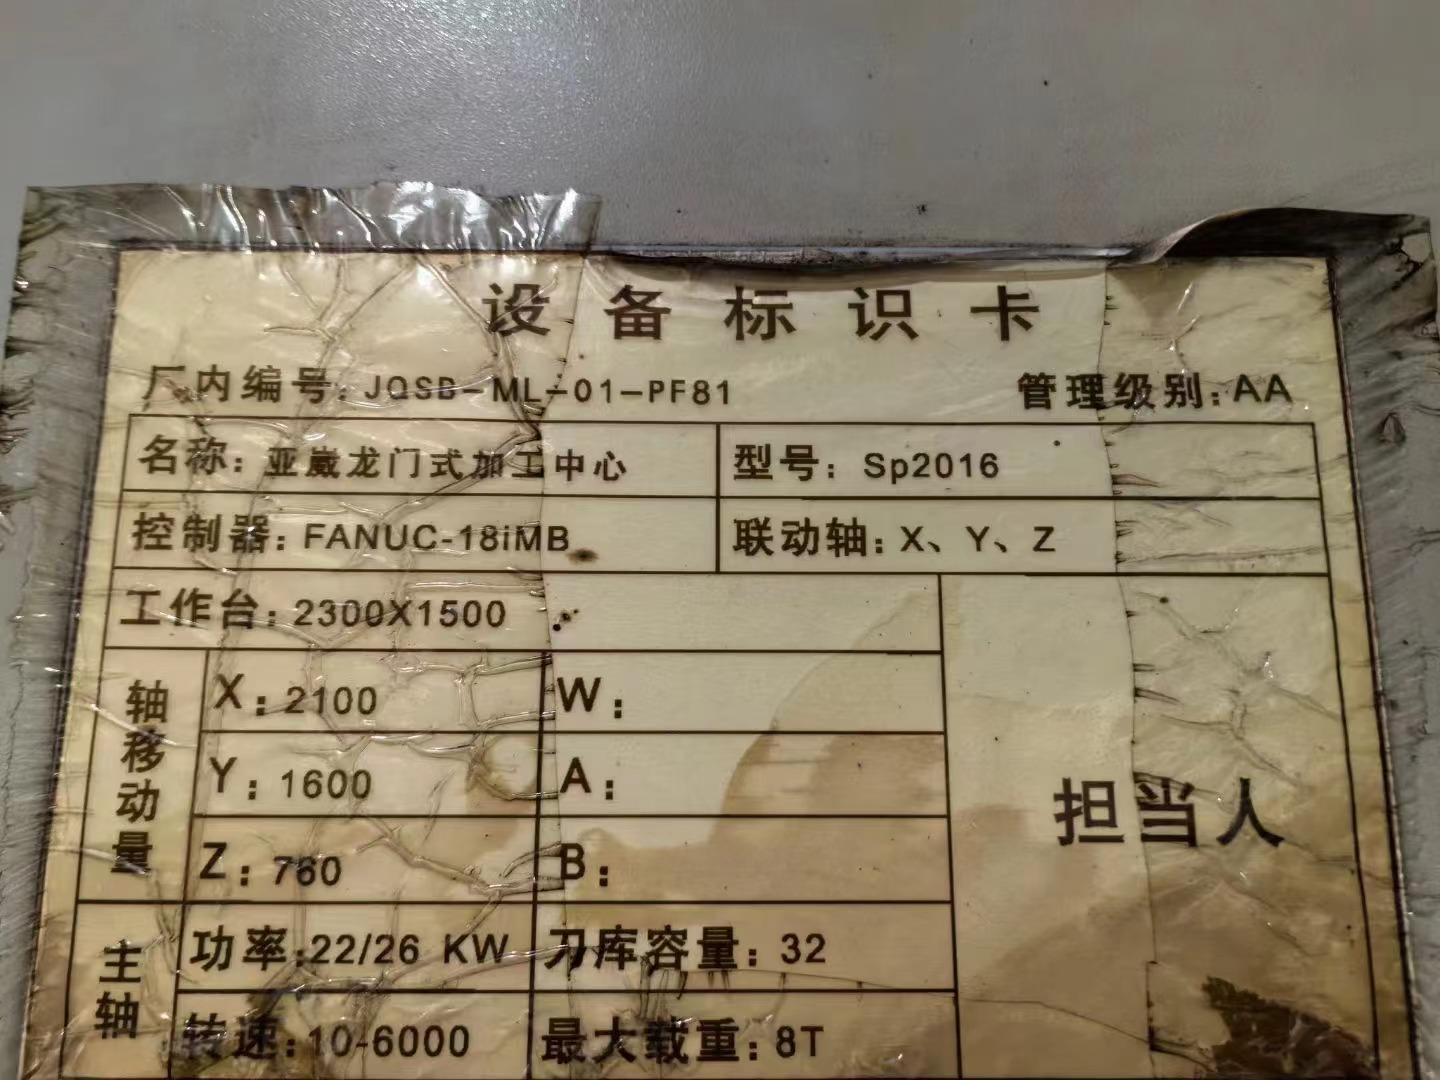 设备标识卡
厂内编号：JQSB-ML-01-PF81 管理级别：AA
名称：亚崴龙门式加工中心 型号：Sp2016
控制器：FANUC-18iMB 联动轴：X、Y、Z
工作台：2300X1500
轴移动量
X：2100 W：
Y：1600 A：
Z：760 B：
担当人
主轴
功率：22/26 KW 刀库容量：32
转速：10-6000 最大载重：8T